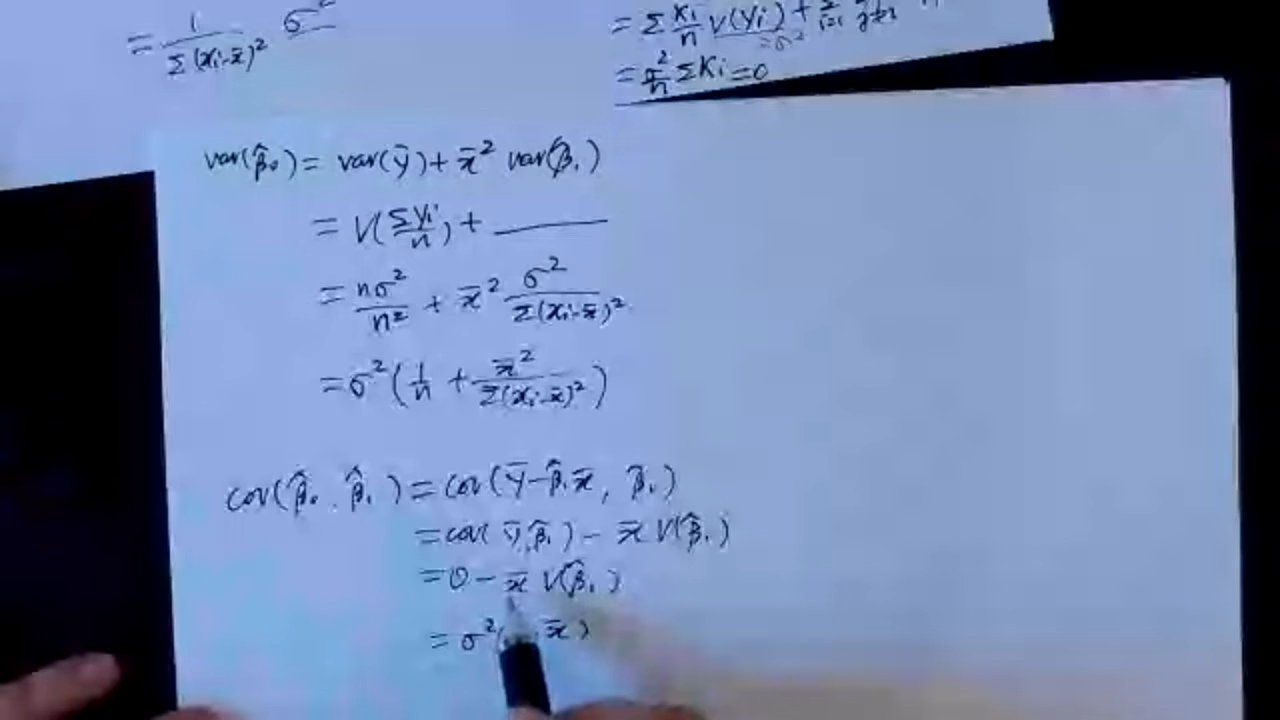 = 1/Σ(xᵢ-x̄)² σ²
= Σ Kᵢ/n V(yᵢ) +
= σ²
= σ²/n ΣKᵢ = 0
var(β̂₀) = var(ȳ) + x̄² var(β̂₁)
= V(Σyᵢ/n) + ______
= nσ²/n² + x̄² σ²/Σ(xᵢ-x̄)²
= σ²(1/n + x̄²/Σ(xᵢ-x̄)²)
cov(β̂₀, β̂₁) = cov(ȳ-β̂₁x̄, β̂₁)
= cov(ȳ, β̂₁) - x̄ V(β̂₁)
= 0 - x̄ V(β̂₁)
= σ²( x̄)